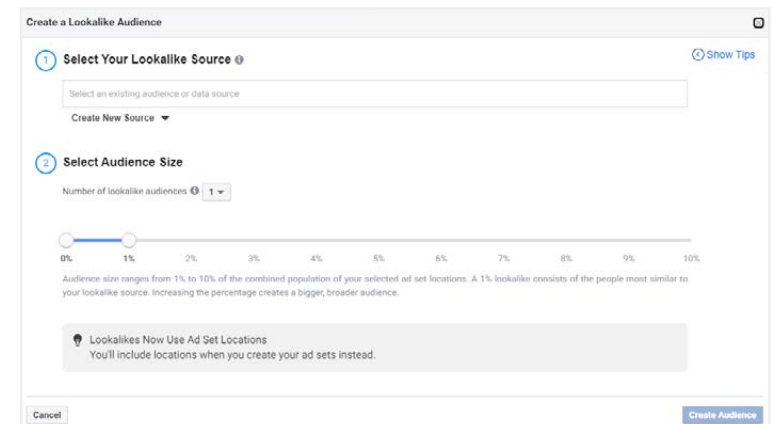 Create a Lookalike Audience
1 Select Your Lookalike Source
Show Tips
Select an existing audience or data source
Create New Source
2 Select Audience Size
Number of lookalike audiences 1
0% 1% 2% 3% 4% 5% 6% 7% 8% 9% 10%
Audience size ranges from 1% to 10% of the combined population of your selected ad set locations. A 1% lookalike consists of the people most similar to
your lookalike source. Increasing the percentage creates a bigger, broader audience.
Lookalikes Now Use Ad Set Locations
You'll include locations when you create your ad sets instead.
Cancel
Create Audience